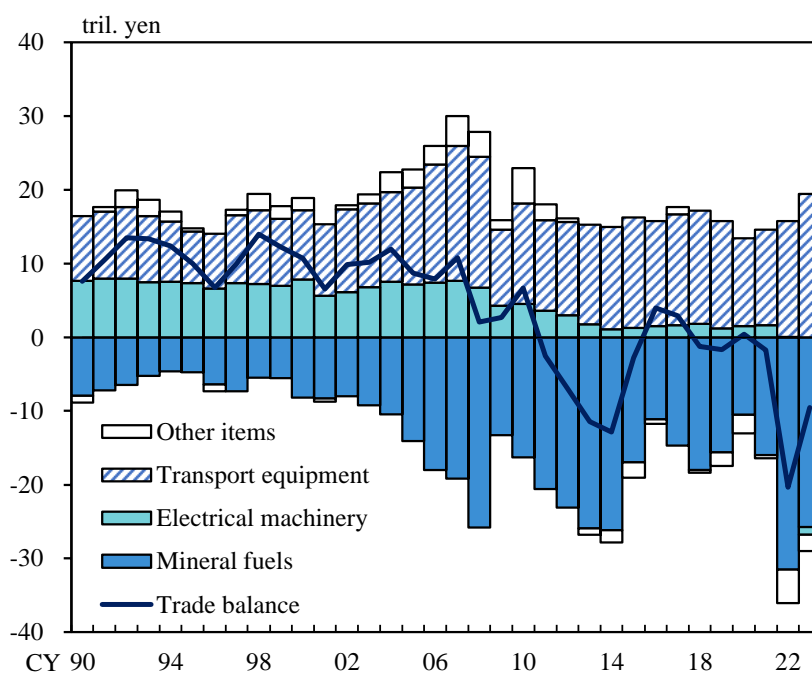 tril. yen
40
30
20
10
0
-10
-20
-30
-40
Other items
Transport equipment
Electrical machinery
Mineral fuels
Trade balance
CY 90 94 98 02 06 10 14 18 22